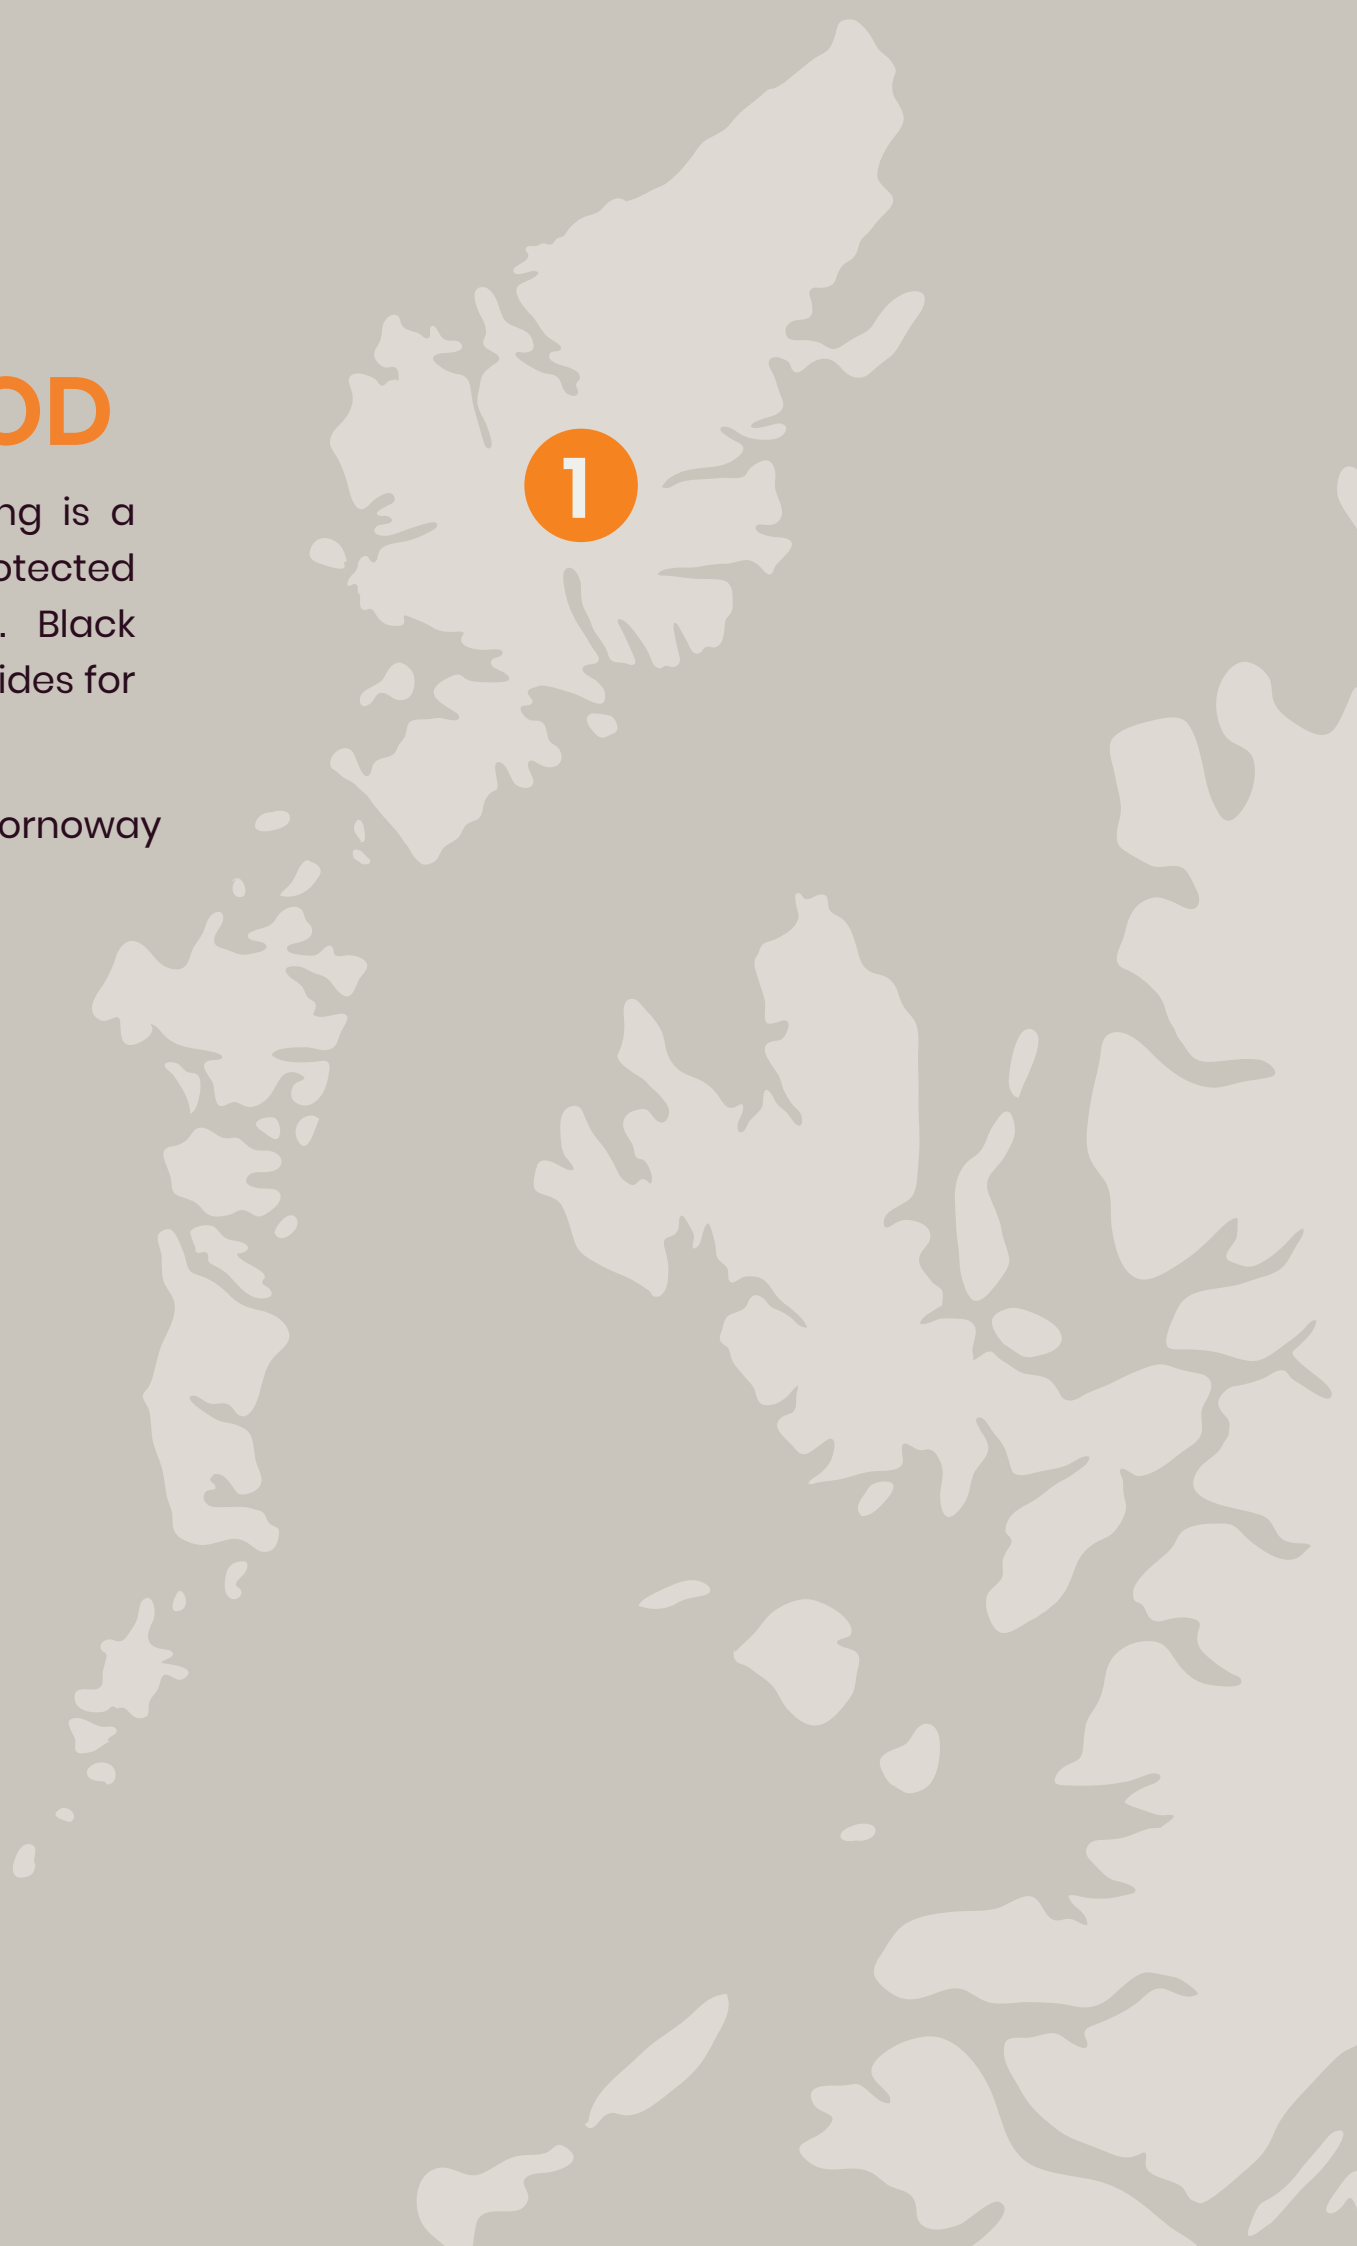 OD
ng is a
otected
. Black
ides for
ornoway
1